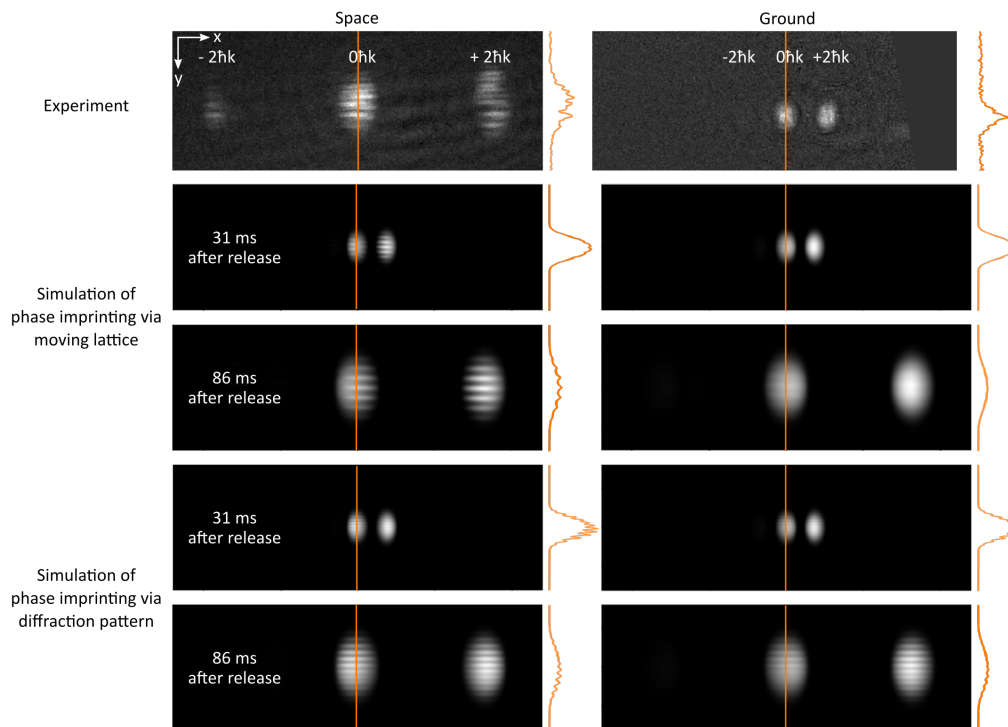 Space
Ground
x
y
- 2ħk
0ħk
+ 2ħk
-2ħk
0ħk
+2ħk
Experiment
31 ms
after release
Simulation of
phase imprinting via
moving lattice
86 ms
after release
31 ms
after release
Simulation of
phase imprinting via
diffraction pattern
86 ms
after release